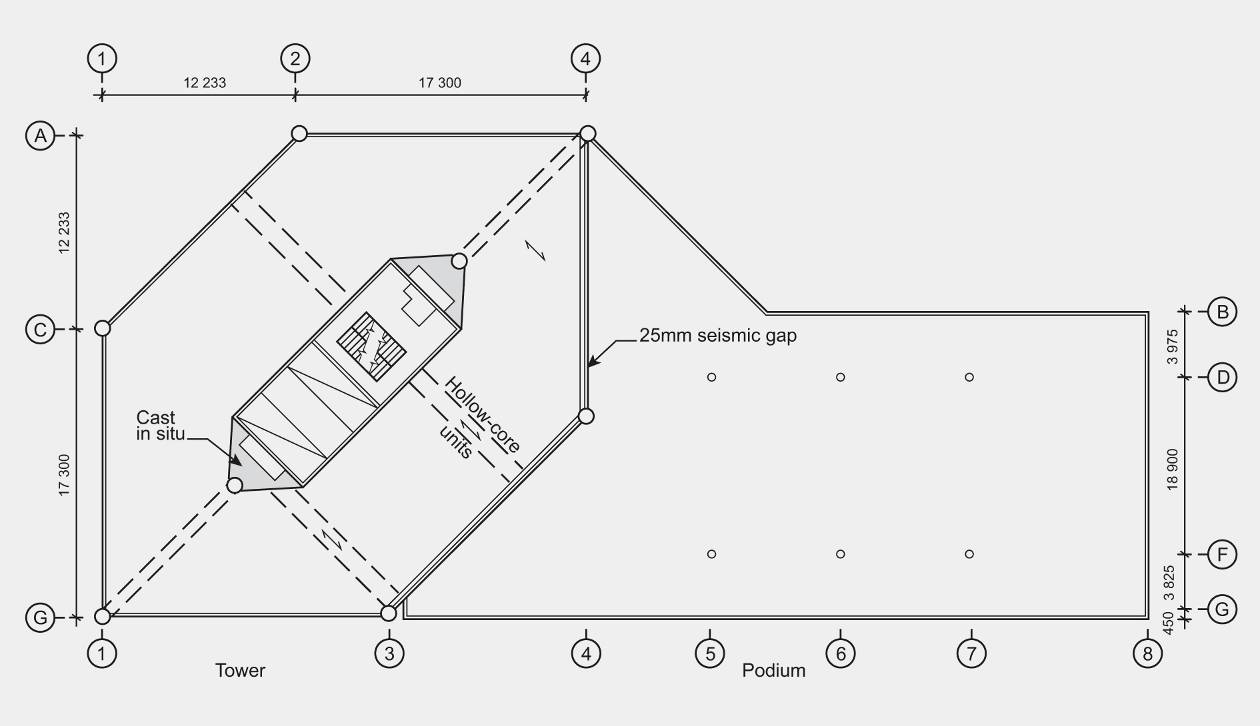 1
2
4
12 233
17 300
A
B
12 233
25mm seismic gap
3 975
C
D
Hollow-core
units
Cast
in situ
17 300
18 900
F
3 825
G
G
450
1
3
4
5
6
7
8
Tower
Podium